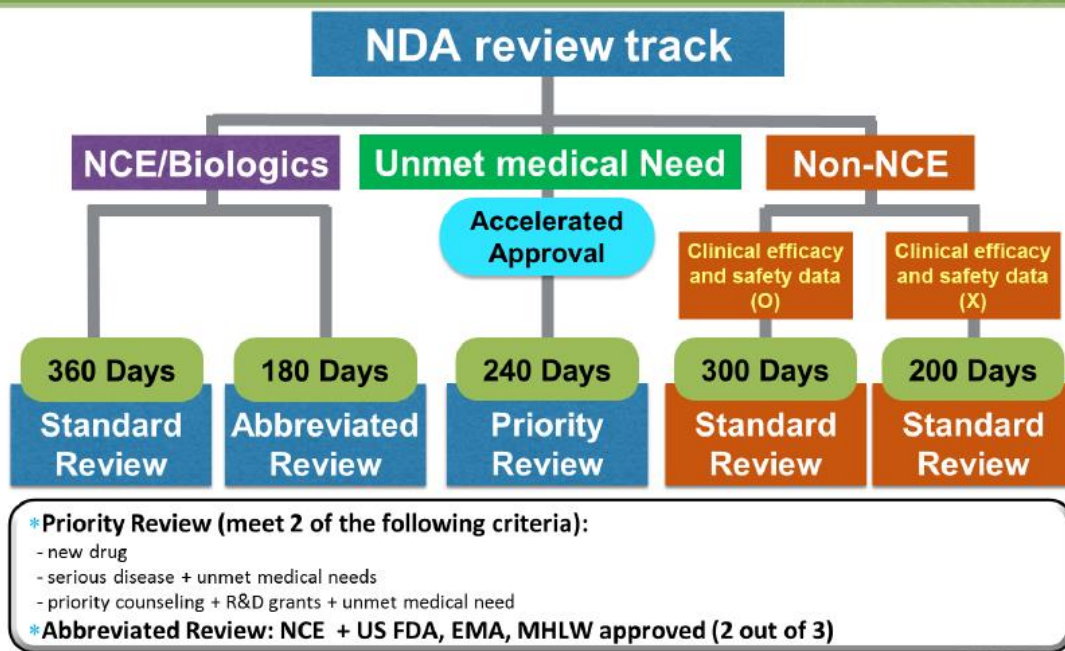 NDA review track
NCE/Biologics
Unmet medical Need
Non-NCE
Accelerated
Approval
Clinical efficacy
and safety data
(O)
Clinical efficacy
and safety data
(X)
360 Days
180 Days
240 Days
300 Days
200 Days
Standard
Review
Abbreviated
Review
Priority
Review
Standard
Review
Standard
Review
*Priority Review (meet 2 of the following criteria):
- new drug
- serious disease + unmet medical needs
- priority counseling + R&D grants + unmet medical need
*Abbreviated Review: NCE + US FDA, EMA, MHLW approved (2 out of 3)